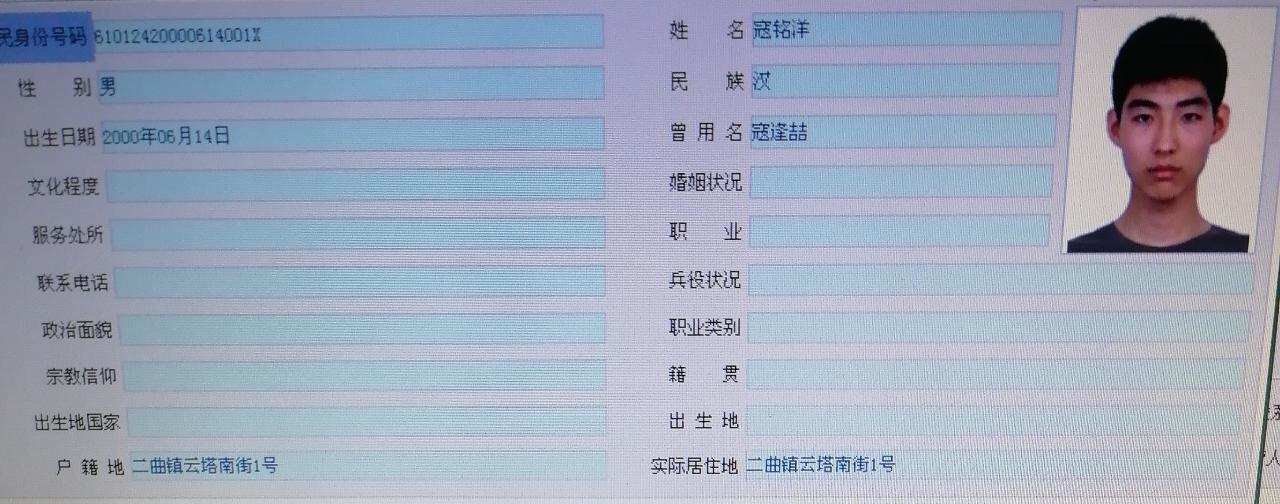 民身份号码 61012420000614001X 姓名 寇铭洋
性别 男 民族 汉
出生日期 2000年06月14日 曾用名 寇逢喆
文化程度 婚姻状况
服务处所 职业
联系电话 兵役状况
政治面貌 职业类别
宗教信仰 籍贯
出生地国家 出生地
户籍地 二曲镇云塔南街1号 实际居住地 二曲镇云塔南街1号